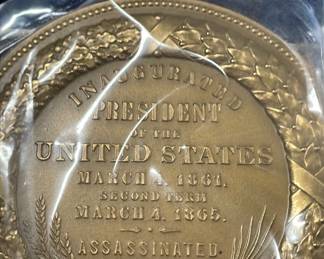 INAUGURATED
PRESIDENT
OF THE
UNITED STATES
MARCH 4, 1861,
SECOND TERM
MARCH 4, 1865.
ASSASSINATED.